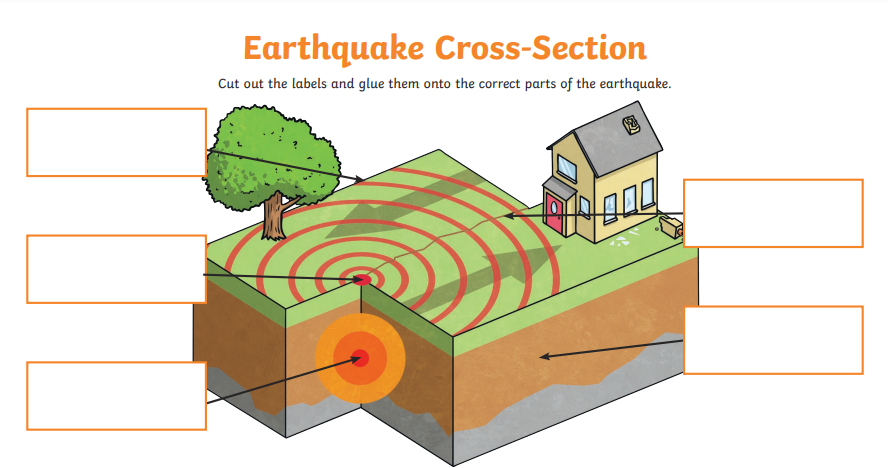 Earthquake Cross-Section
Cut out the labels and glue them onto the correct parts of the earthquake.